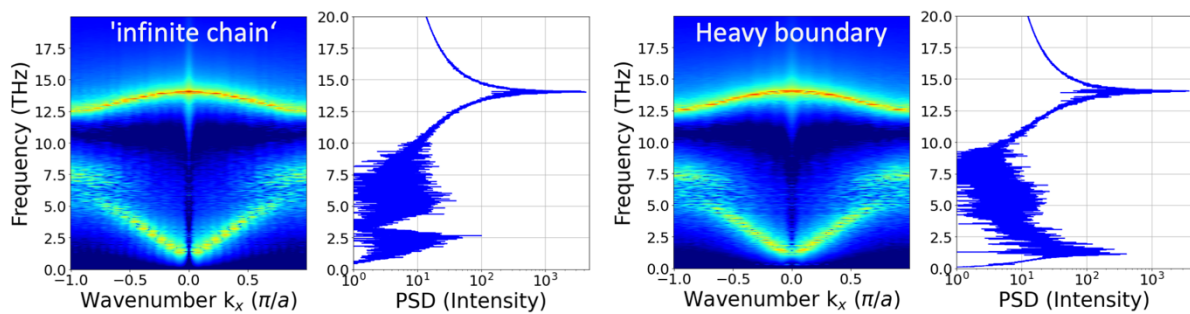 'infinite chain‘
Frequency (THz)
17.5
15.0
12.5
10.0
7.5
5.0
2.5
0.0
−1.0 −0.5 0.0 0.5
Wavenumber kx (π/a)
20.0
17.5
15.0
12.5
10.0
7.5
5.0
2.5
0.0
10⁰ 10¹ 10² 10³
PSD (Intensity)
Heavy boundary
Frequency (THz)
17.5
15.0
12.5
10.0
7.5
5.0
2.5
0.0
−1.0 −0.5 0.0 0.5
Wavenumber kx (π/a)
20.0
17.5
15.0
12.5
10.0
7.5
5.0
2.5
0.0
10⁰ 10¹ 10² 10³
PSD (Intensity)